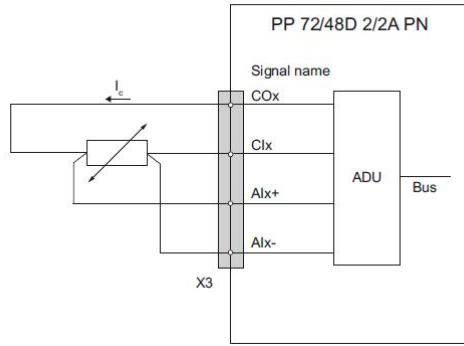 PP 72/48D 2/2A PN
Signal name
Ic
COx
CIx
ADU
Bus
AIx+
AIx-
X3